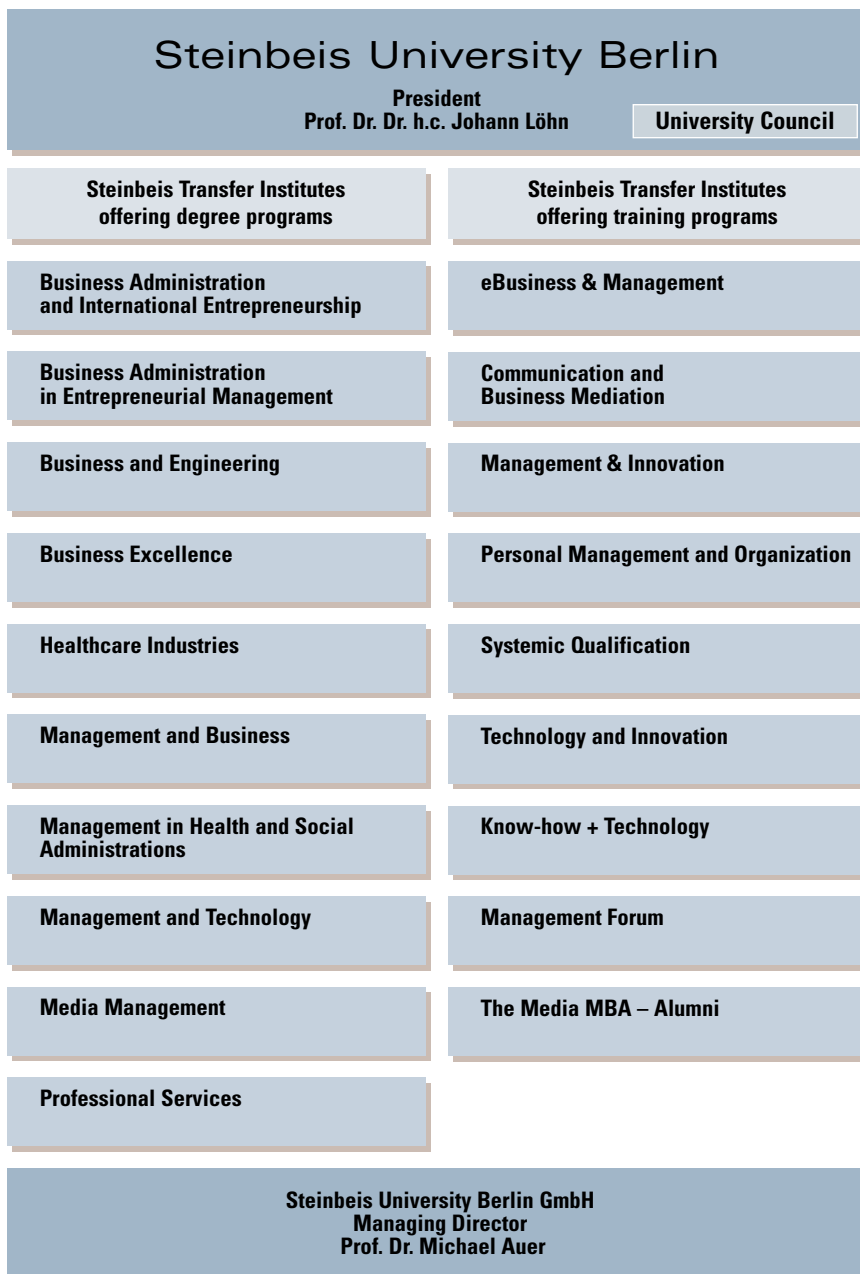 Steinbeis University Berlin
President
Prof. Dr. Dr. h.c. Johann Löhn
University Council
Steinbeis Transfer Institutes
offering degree programs
Business Administration
and International Entrepreneurship
Business Administration
in Entrepreneurial Management
Business and Engineering
Business Excellence
Healthcare Industries
Management and Business
Management in Health and Social
Administrations
Management and Technology
Media Management
Professional Services
Steinbeis Transfer Institutes
offering training programs
eBusiness & Management
Communication and
Business Mediation
Management & Innovation
Personal Management and Organization
Systemic Qualification
Technology and Innovation
Know-how + Technology
Management Forum
The Media MBA – Alumni
Steinbeis University Berlin GmbH
Managing Director
Prof. Dr. Michael Auer